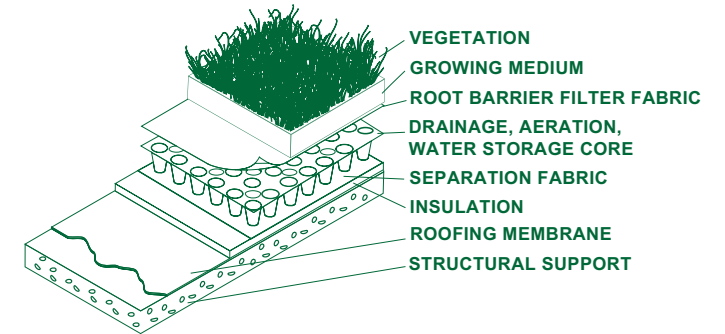 VEGETATION
GROWING MEDIUM
ROOT BARRIER FILTER FABRIC
DRAINAGE, AERATION,
WATER STORAGE CORE
SEPARATION FABRIC
INSULATION
ROOFING MEMBRANE
STRUCTURAL SUPPORT